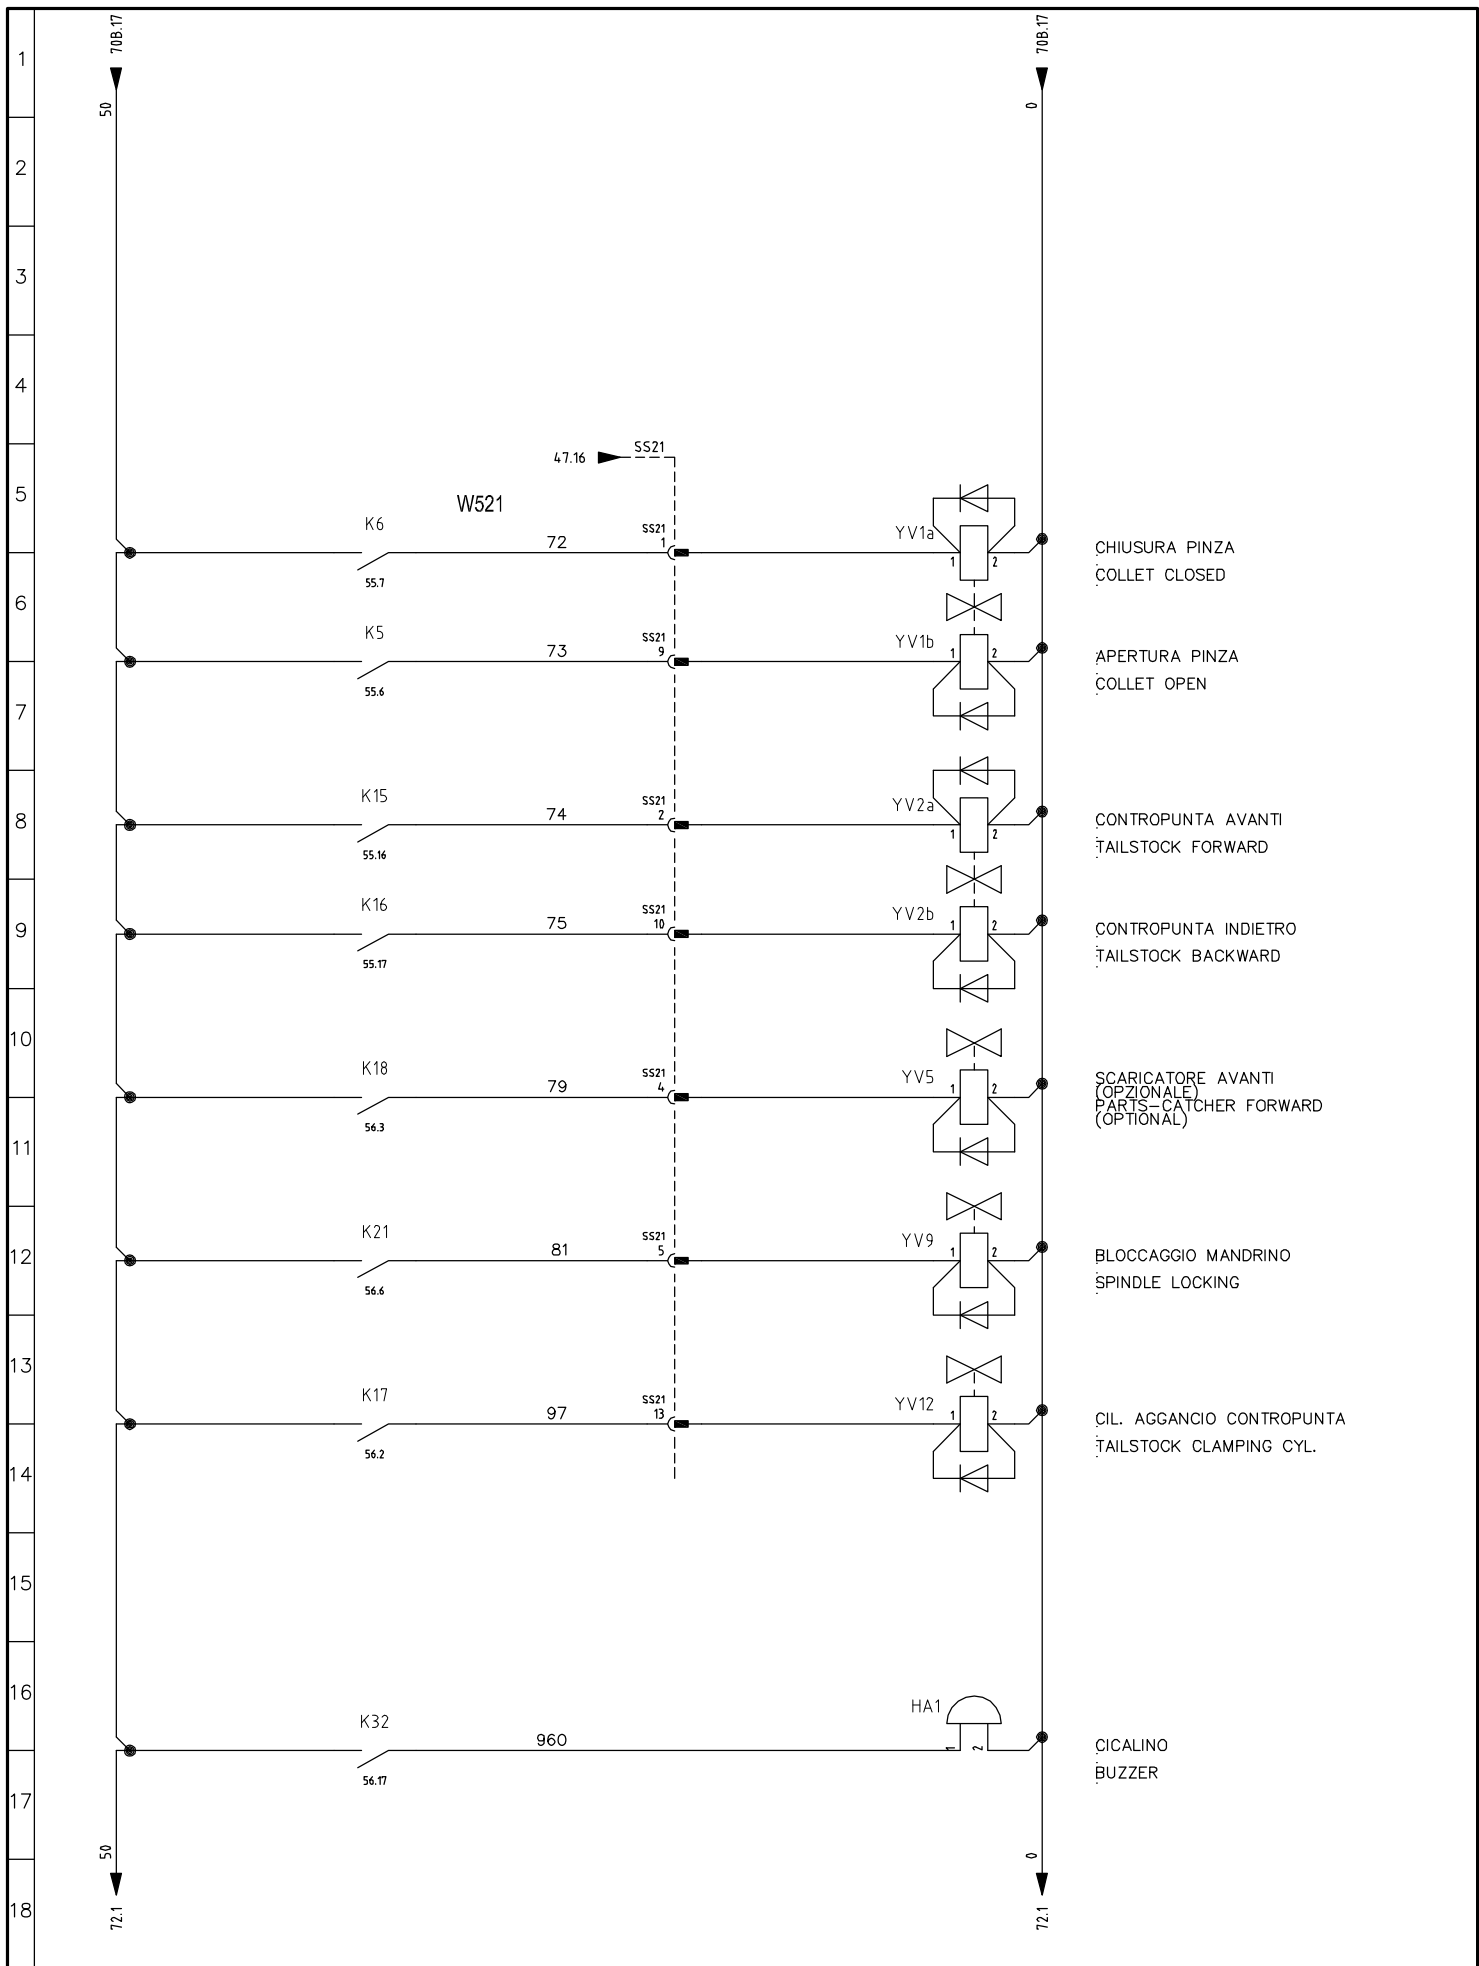 70B.17
70B.17
1
50
0
2
3
4
SS21
47.16
5
W521
K6
72
SS21
1
YV1a
1
2
55.7
CHIUSURA PINZA
COLLET CLOSED
6
K5
73
SS21
9
YV1b
1
2
55.6
APERTURA PINZA
COLLET OPEN
7
K15
74
SS21
2
YV2a
1
2
55.16
8
CONTROPUNTA AVANTI
TAILSTOCK FORWARD
K16
75
SS21
10
YV2b
1
2
55.17
9
CONTROPUNTA INDIETRO
TAILSTOCK BACKWARD
10
K18
79
SS21
4
YV5
1
2
56.3
SCARICATORE AVANTI
(OPZIONALE)
PARTS-CATCHER FORWARD
(OPTIONAL)
11
K21
81
SS21
5
YV9
1
2
56.6
12
BLOCCAGGIO MANDRINO
SPINDLE LOCKING
13
K17
97
SS21
13
YV12
1
2
56.2
CIL. AGGANCIO CONTROPUNTA
TAILSTOCK CLAMPING CYL.
14
15
16
K32
960
HA1
1
2
56.17
CICALINO
BUZZER
17
50
0
18
72.1
72.1